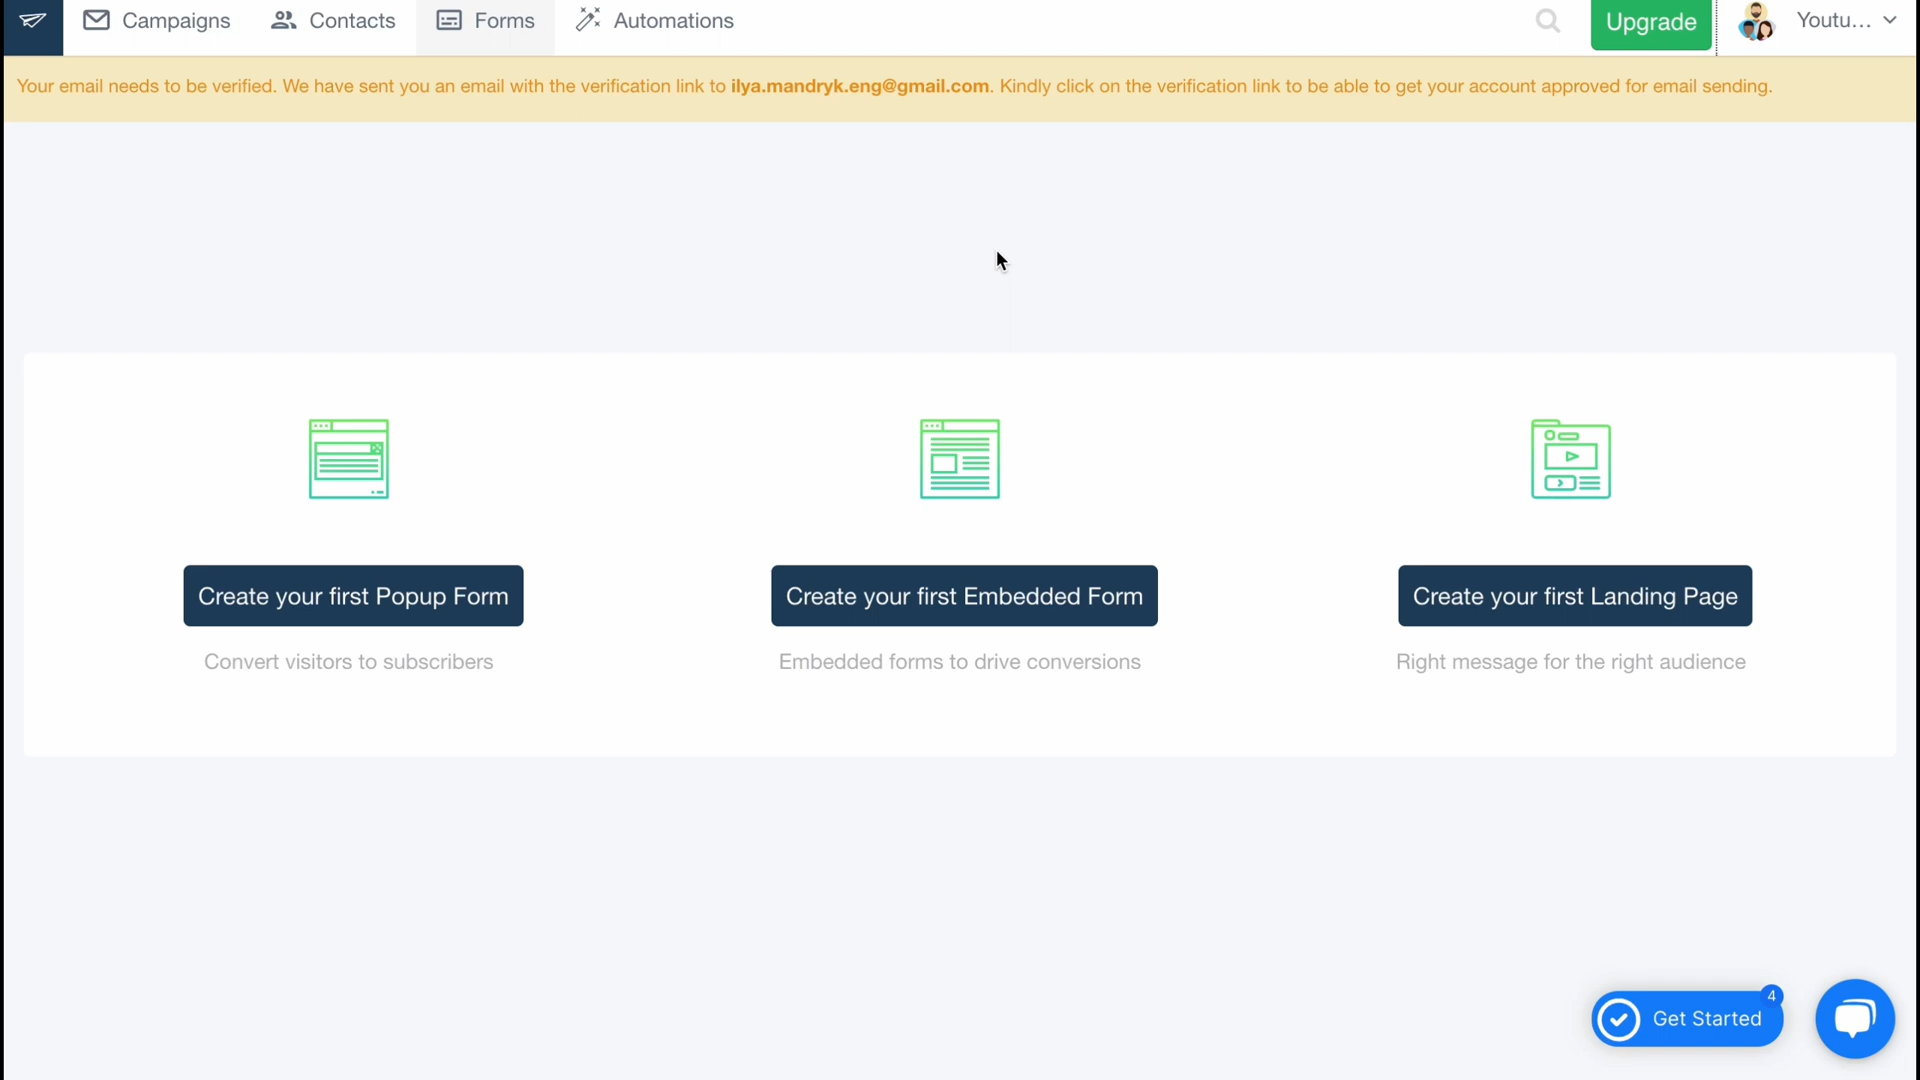 Campaigns
Contacts
Forms
Automations
Upgrade
Youtu...
Your email needs to be verified. We have sent you an email with the verification link to ilya.mandryk.eng@gmail.com. Kindly click on the verification link to be able to get your account approved for email sending.
Create your first Popup Form
Create your first Embedded Form
Create your first Landing Page
Convert visitors to subscribers
Embedded forms to drive conversions
Right message for the right audience
4
Get Started